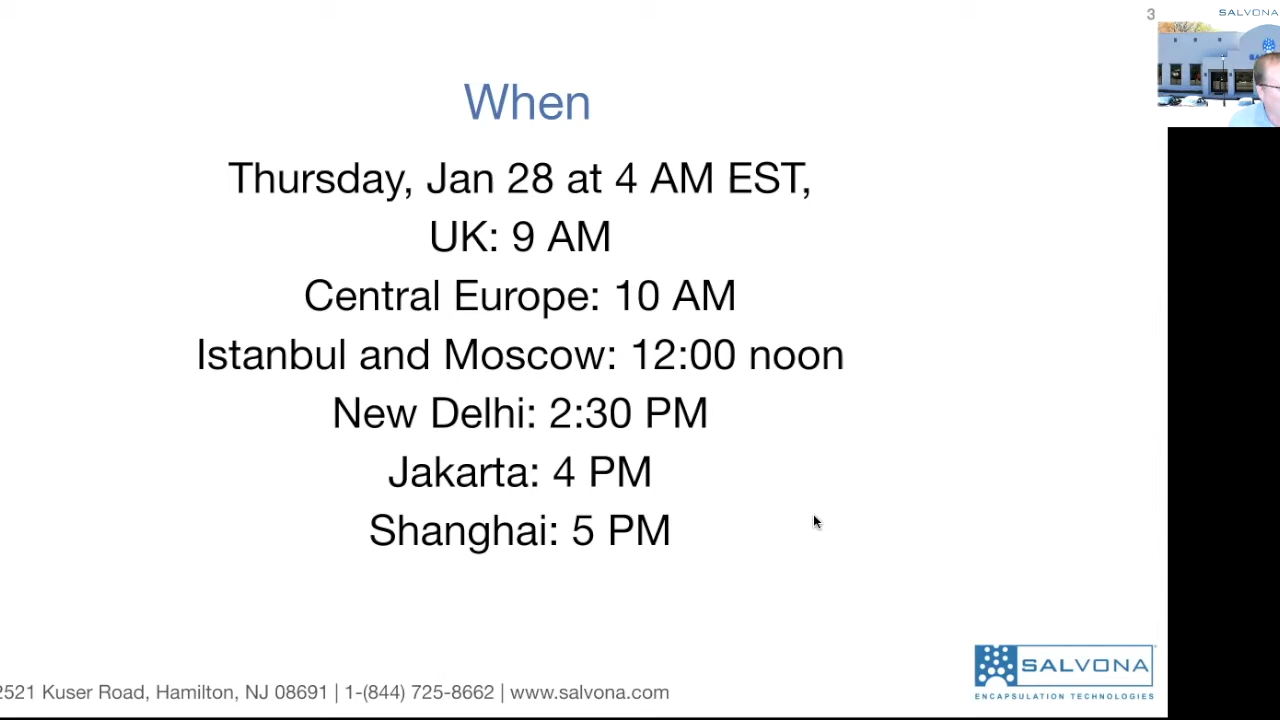 3
SALVONA
When
Thursday, Jan 28 at 4 AM EST,
UK: 9 AM
Central Europe: 10 AM
Istanbul and Moscow: 12:00 noon
New Delhi: 2:30 PM
Jakarta: 4 PM
Shanghai: 5 PM
SALVONA
ENCAPSULATION TECHNOLOGIES
2521 Kuser Road, Hamilton, NJ 08691 | 1-(844) 725-8662 | www.salvona.com